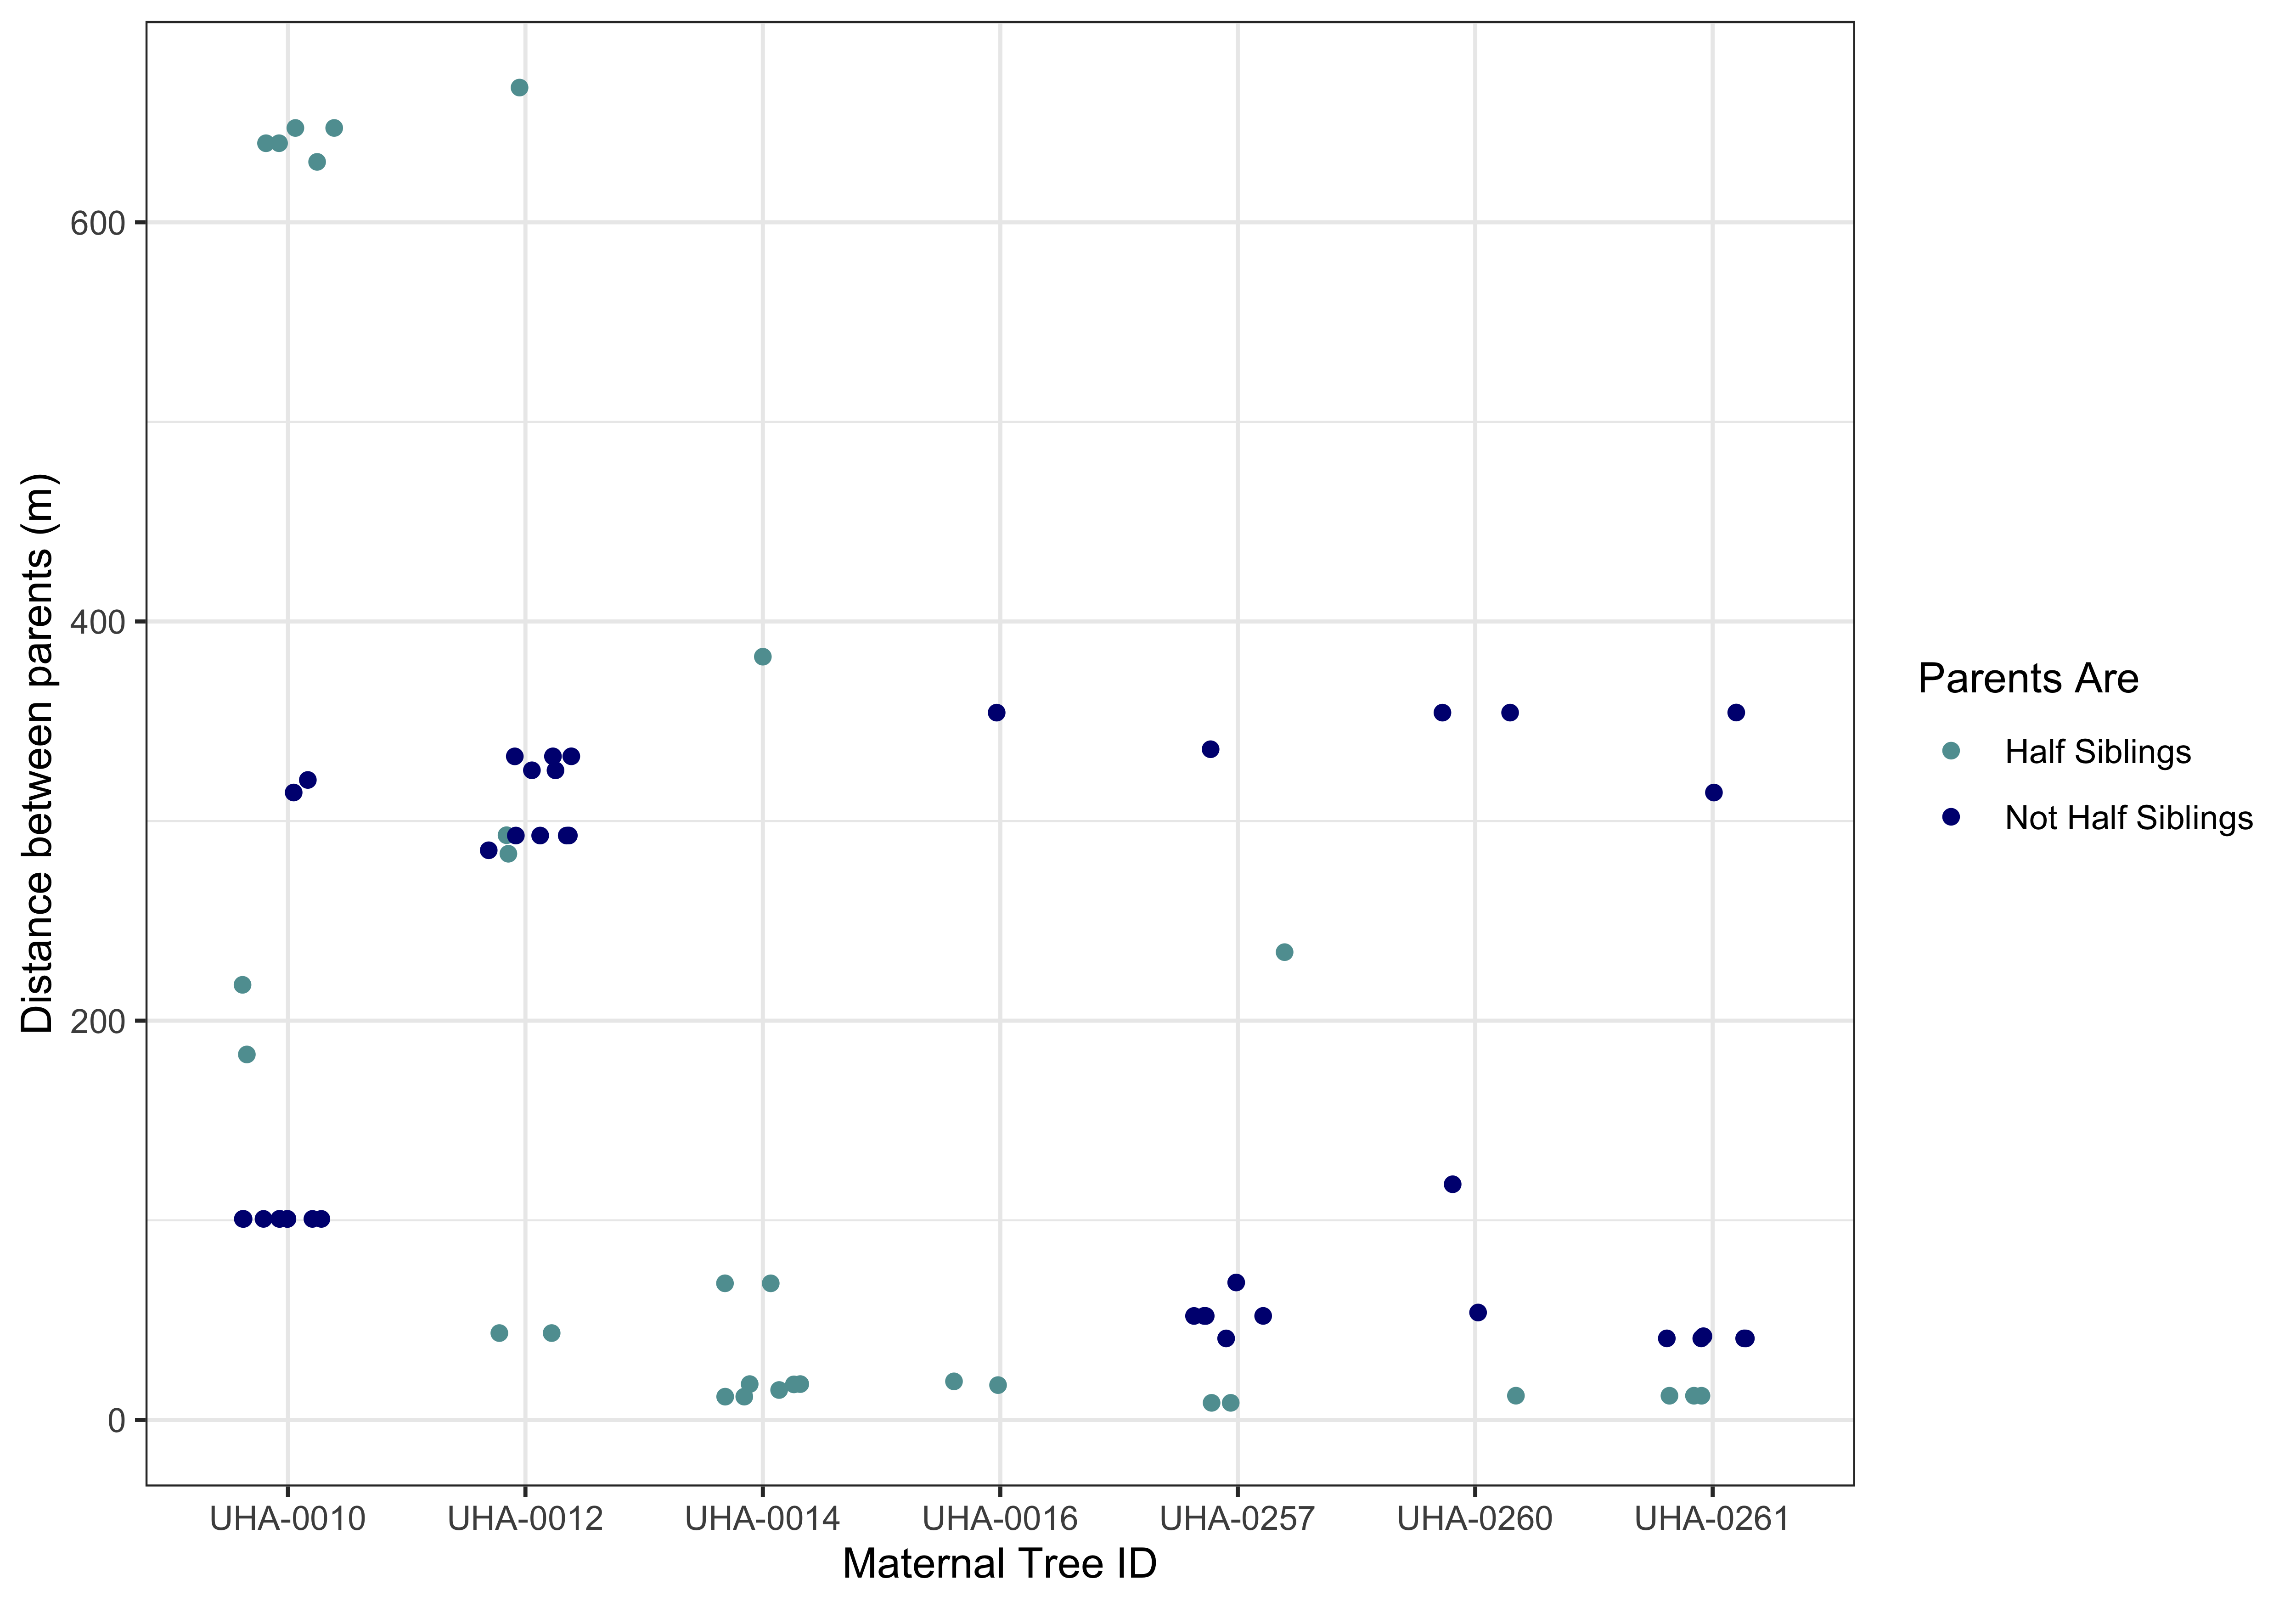 Distance between parents (m)
600
400
200
0
UHA-0010 UHA-0012 UHA-0014 UHA-0016 UHA-0257 UHA-0260 UHA-0261
Maternal Tree ID
Parents Are
Half Siblings
Not Half Siblings